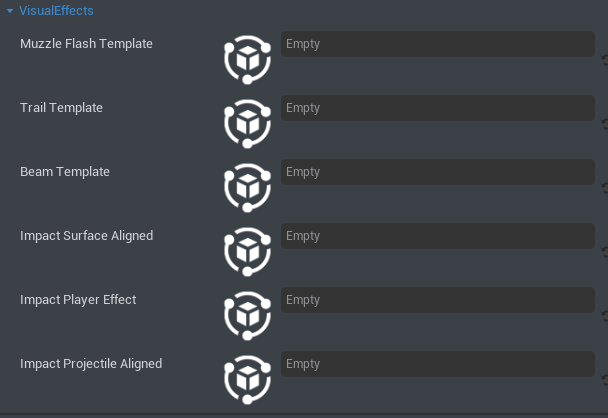 VisualEffects
Muzzle Flash Template Empty
Trail Template Empty
Beam Template Empty
Impact Surface Aligned Empty
Impact Player Effect Empty
Impact Projectile Aligned Empty